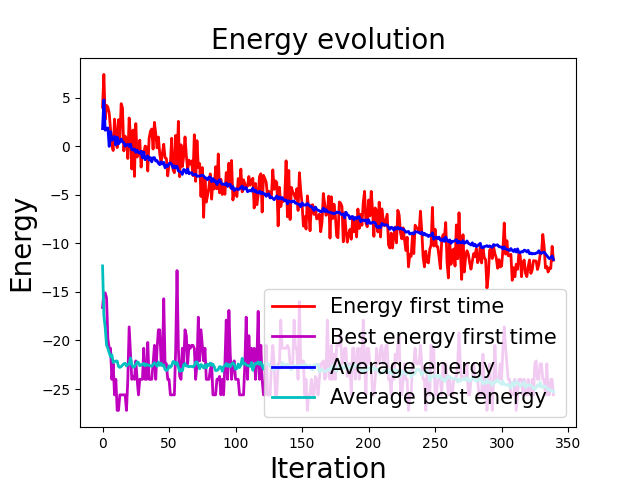 Energy evolution
Energy
5
0
−5
−10
−15
−20
−25
Energy first time
Best energy first time
Average energy
Average best energy
0 50 100 150 200 250 300 350
Iteration